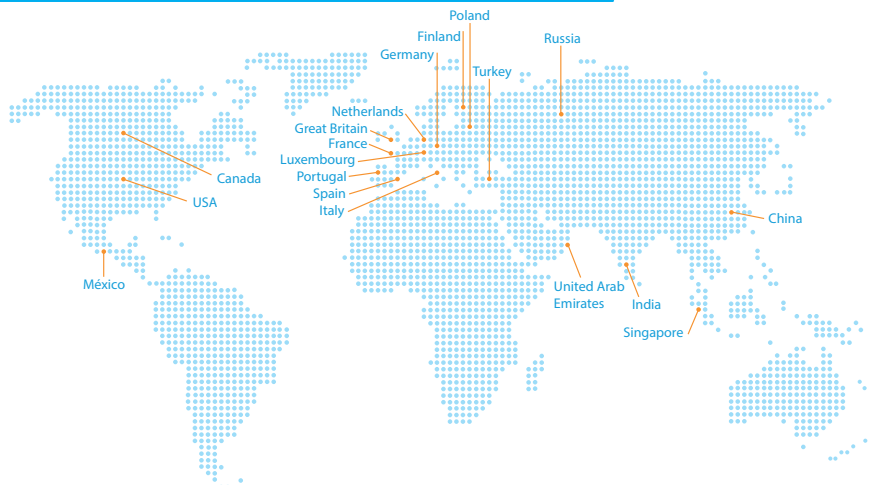 Poland
Finland
Russia
Germany
Turkey
Netherlands
Great Britain
France
Luxembourg
Portugal
Canada
Spain
USA
Italy
China
México
United Arab
Emirates
India
Singapore